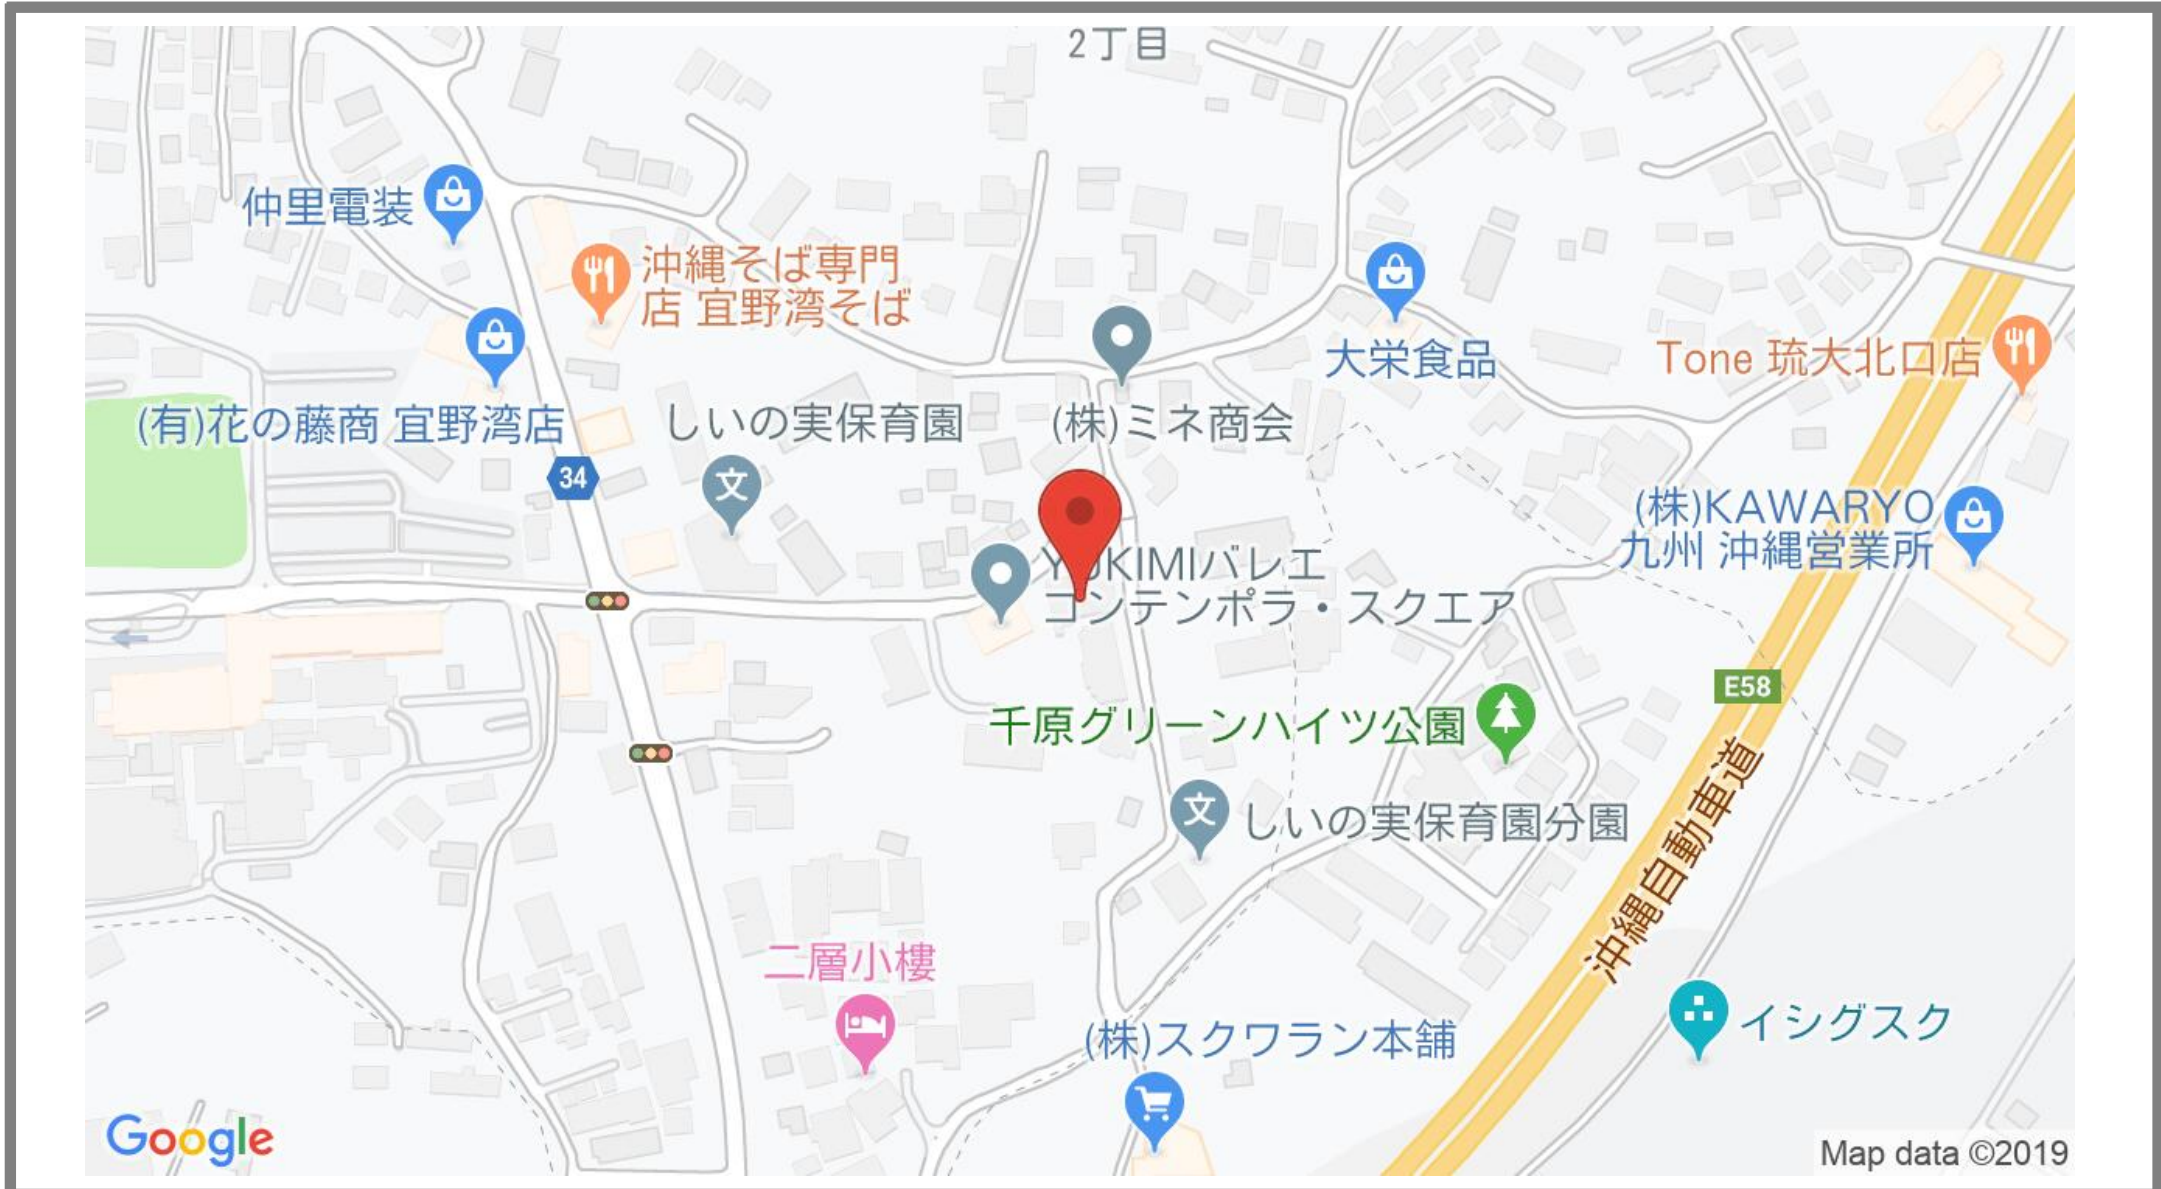 2丁目
仲里電装
沖縄そば専門
店 宜野湾そば
大栄食品
Tone 琉大北口店
(有)花の藤商 宜野湾店
しいの実保育園
(株)ミネ商会
34
文
(株)KAWARYO
九州 沖縄営業所
YUKIMIバレエ
コンテンポラ・スクエア
E58
千原グリーンハイツ公園
沖縄自動車道
文
しいの実保育園分園
二層小樓
(株)スクワラン本舗
イシグスク
Google
Map data ©2019